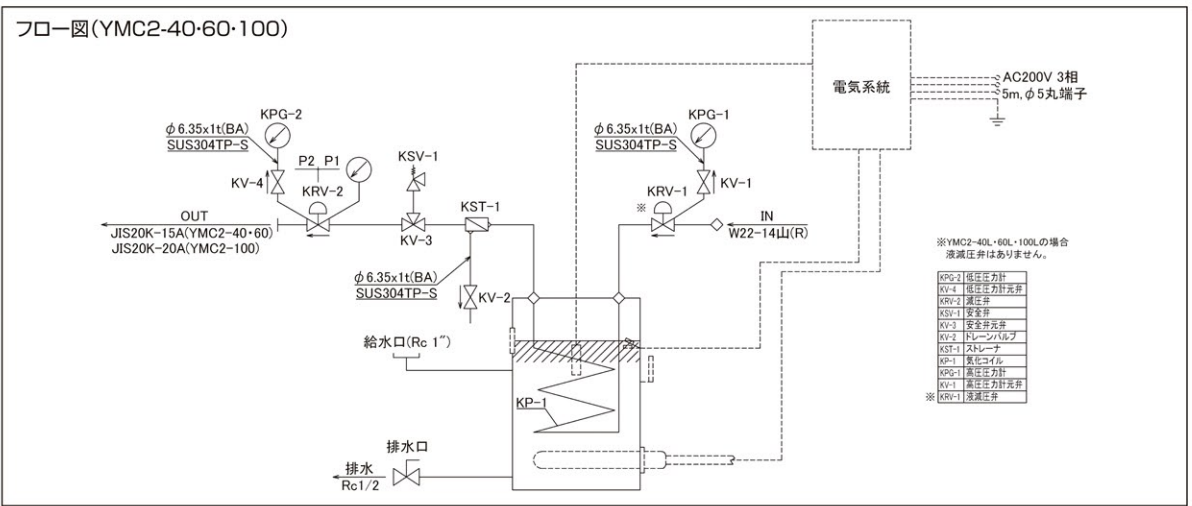 フロー図(YMC2-40・60・100)
電気系統
AC200V 3相
5m,φ5丸端子
KPG-2
φ6.35x1t(BA)
SUS304TP-S
KV-4
P2 P1
KRV-2
KSV-1
KV-3
KST-1
KPG-1
φ6.35x1t(BA)
SUS304TP-S
KV-1
KRV-1
※
OUT
JIS20K-15A(YMC2-40・60)
JIS20K-20A(YMC2-100)
IN
W22-14山(R)
φ6.35x1t(BA)
SUS304TP-S
KV-2
給水口(Rc 1")
KP-1
排水口
排水
Rc1/2
※YMC2-40L・60L・100Lの場合
液減圧弁はありません。
KPG-2 低圧圧力計
KV-4 低圧圧力計元弁
KRV-2 減圧弁
KSV-1 安全弁
KV-3 安全弁元弁
KV-2 ドレーンバルブ
KST-1 ストレーナ
KP-1 気化コイル
KPG-1 高圧圧力計
KV-1 高圧圧力計元弁
※ KRV-1 液減圧弁